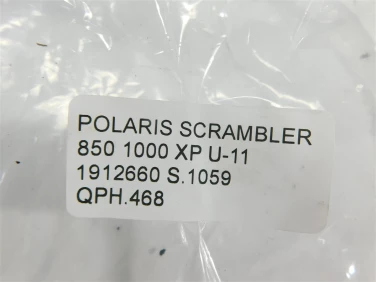 POLARIS SCRAMBLER
850 1000 XP U-11
1912660 S.1059
QPH.468